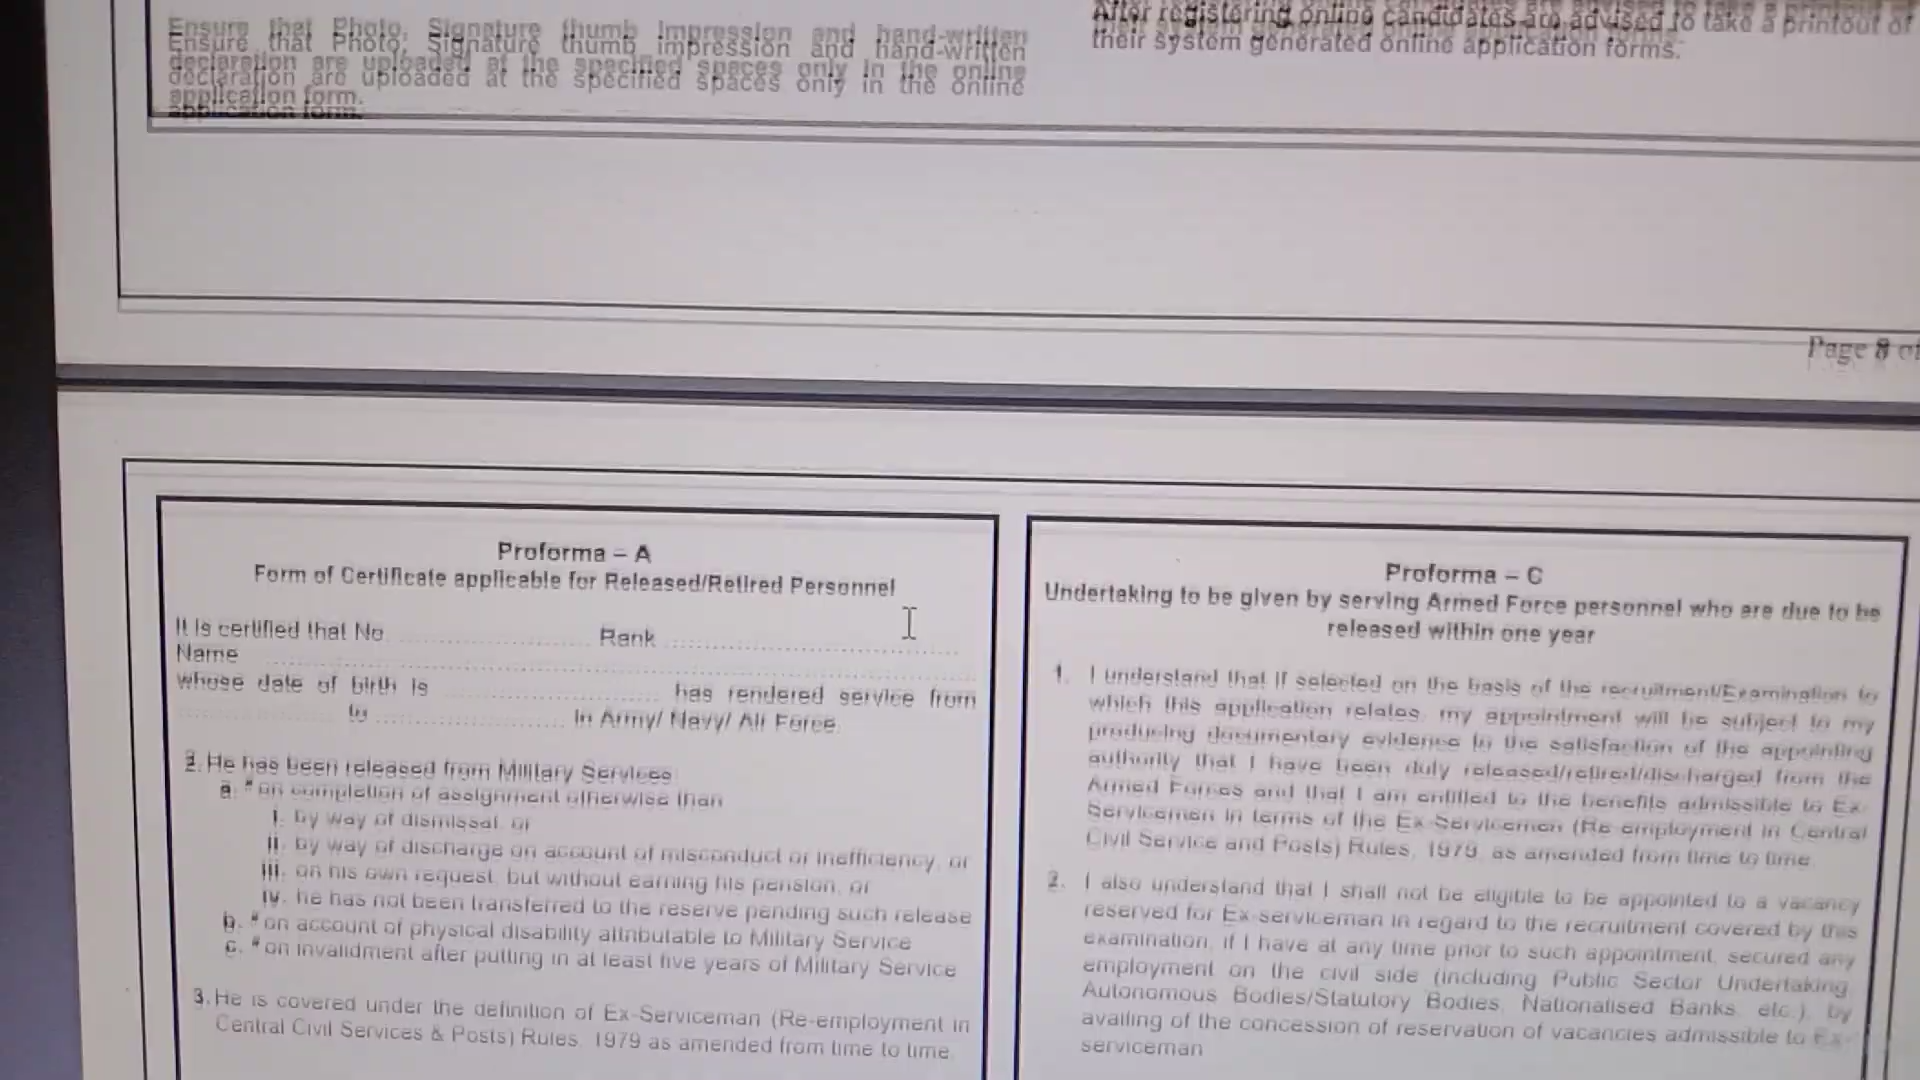 Ensure that Photo, Signature thumb impression and hand-written
declaration are uploaded at the specified spaces only in the online
application form.
After registering online candidates are advised to take a printout of
their system generated online application forms.
Page 8 of
Proforma – A
Form of Certificate applicable for Released/Retired Personnel
It is certified that No. .................... Rank ..............................
Name ..............................
whose date of birth is .................... has rendered service from
.................... to .................... in Army/ Navy/ Air Force.
2. He has been released from Military Services
a. *on completion of assignment otherwise than
i. by way of dismissal, or
ii. by way of discharge on account of misconduct or inefficiency, or
iii. on his own request, but without earning his pension, or
iv. he has not been transferred to the reserve pending such release
b. *on account of physical disability attributable to Military Service
c. *on invalidment after putting in at least five years of Military Service
3. He is covered under the definition of Ex-Serviceman (Re-employment in
Central Civil Services & Posts) Rules, 1979 as amended from time to time
Proforma – C
Undertaking to be given by serving Armed Force personnel who are due to be
released within one year
1. I understand that if selected on the basis of the recruitment/Examination to
which this application relates, my appointment will be subject to my
producing documentary evidence to the satisfaction of the appointing
authority that I have been duly released/retired/discharged from the
Armed Forces and that I am entitled to the benefits admissible to Ex-
Servicemen in terms of the Ex-Servicemen (Re-employment in Central
Civil Service and Posts) Rules, 1979, as amended from time to time.
2. I also understand that I shall not be eligible to be appointed to a vacancy
reserved for Ex-serviceman in regard to the recruitment covered by this
examination, if I have at any time prior to such appointment, secured any
employment on the civil side (including Public Sector Undertaking,
Autonomous Bodies/Statutory Bodies, Nationalised Banks, etc.), by
availing of the concession of reservation of vacancies admissible to Ex-
serviceman